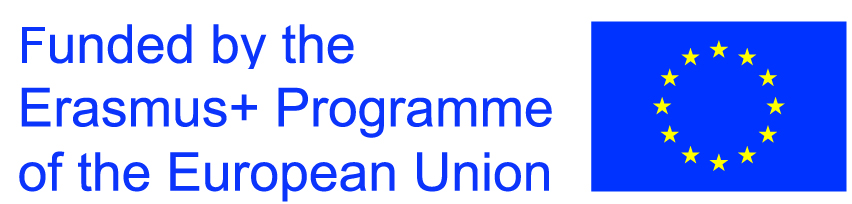 Funded by the
Erasmus+ Programme
of the European Union